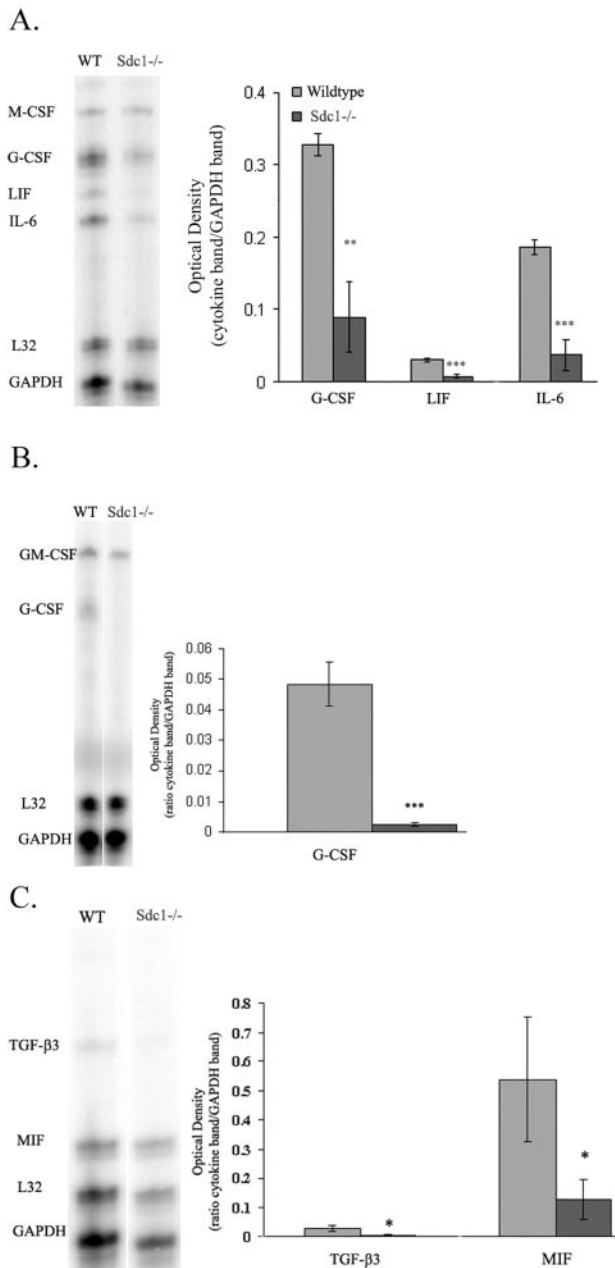 A.
WT Sdc1-/-
M-CSF
G-CSF
LIF
IL-6
L32
GAPDH
Optical Density
(cytokine band/GAPDH band)
0.4
0.3
0.2
0.1
0
Wildtype
Sdc1-/-
**
***
***
G-CSF LIF IL-6
B.
WT Sdc1-/-
GM-CSF
G-CSF
L32
GAPDH
Optical Density
(ratio cytokine band/GAPDH band)
0.06
0.05
0.04
0.03
0.02
0.01
0
***
G-CSF
C.
WT Sdc1-/-
TGF-β3
MIF
L32
GAPDH
Optical Density
(ratio cytokine band/GAPDH band)
0.8
0.7
0.6
0.5
0.4
0.3
0.2
0.1
0
*
*
TGF-β3 MIF